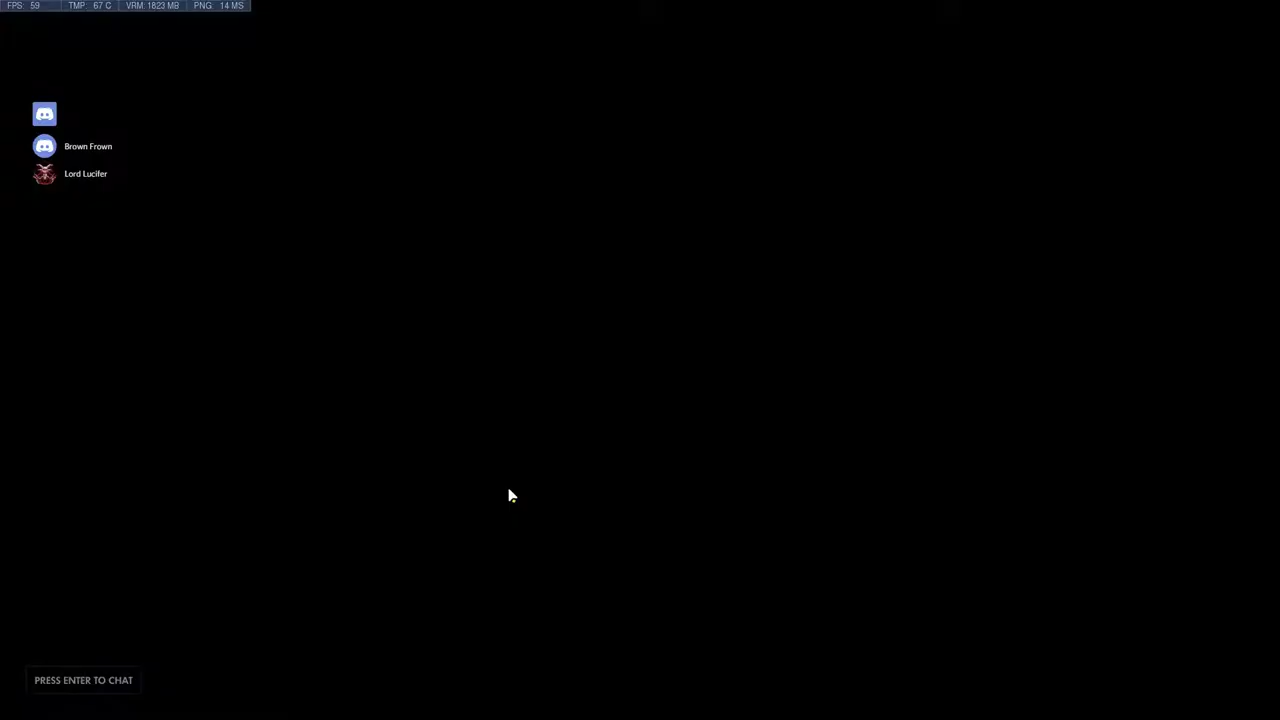 FPS: 59 TMP: 67 C VRM: 1823 MB PNG: 14 MS
Brown Frown
Lord Lucifer
PRESS ENTER TO CHAT